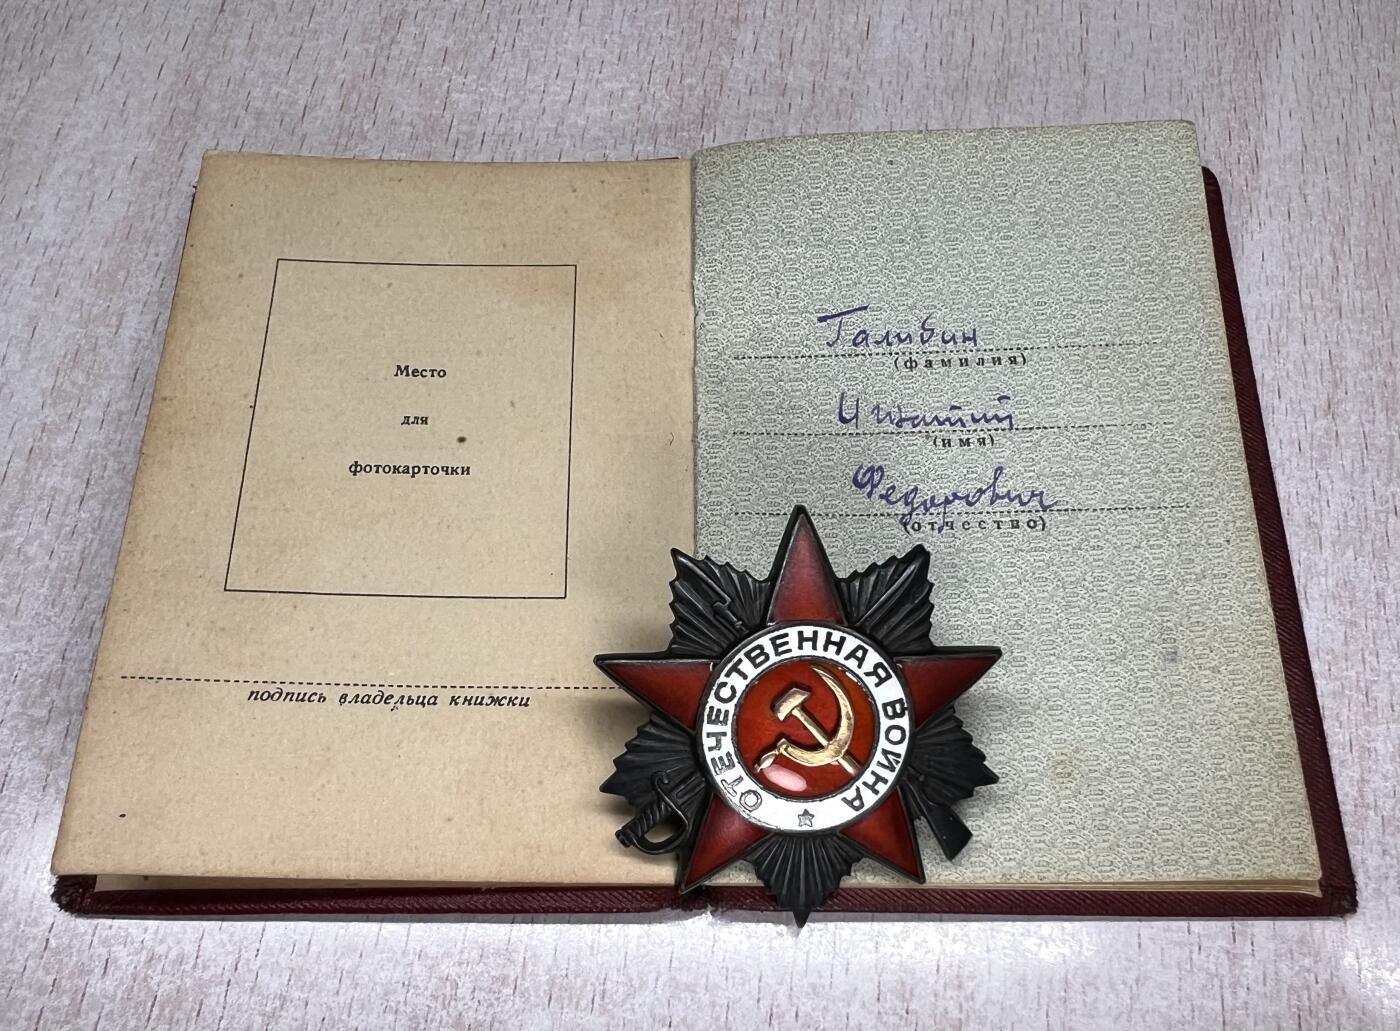 Место
для
фотокарточки
подпись владельца книжки
Галибин
(фамилия)
Игнатий
(имя)
Федорович
(отчество)
ОТЕЧЕСТВЕННАЯ ВОЙНА